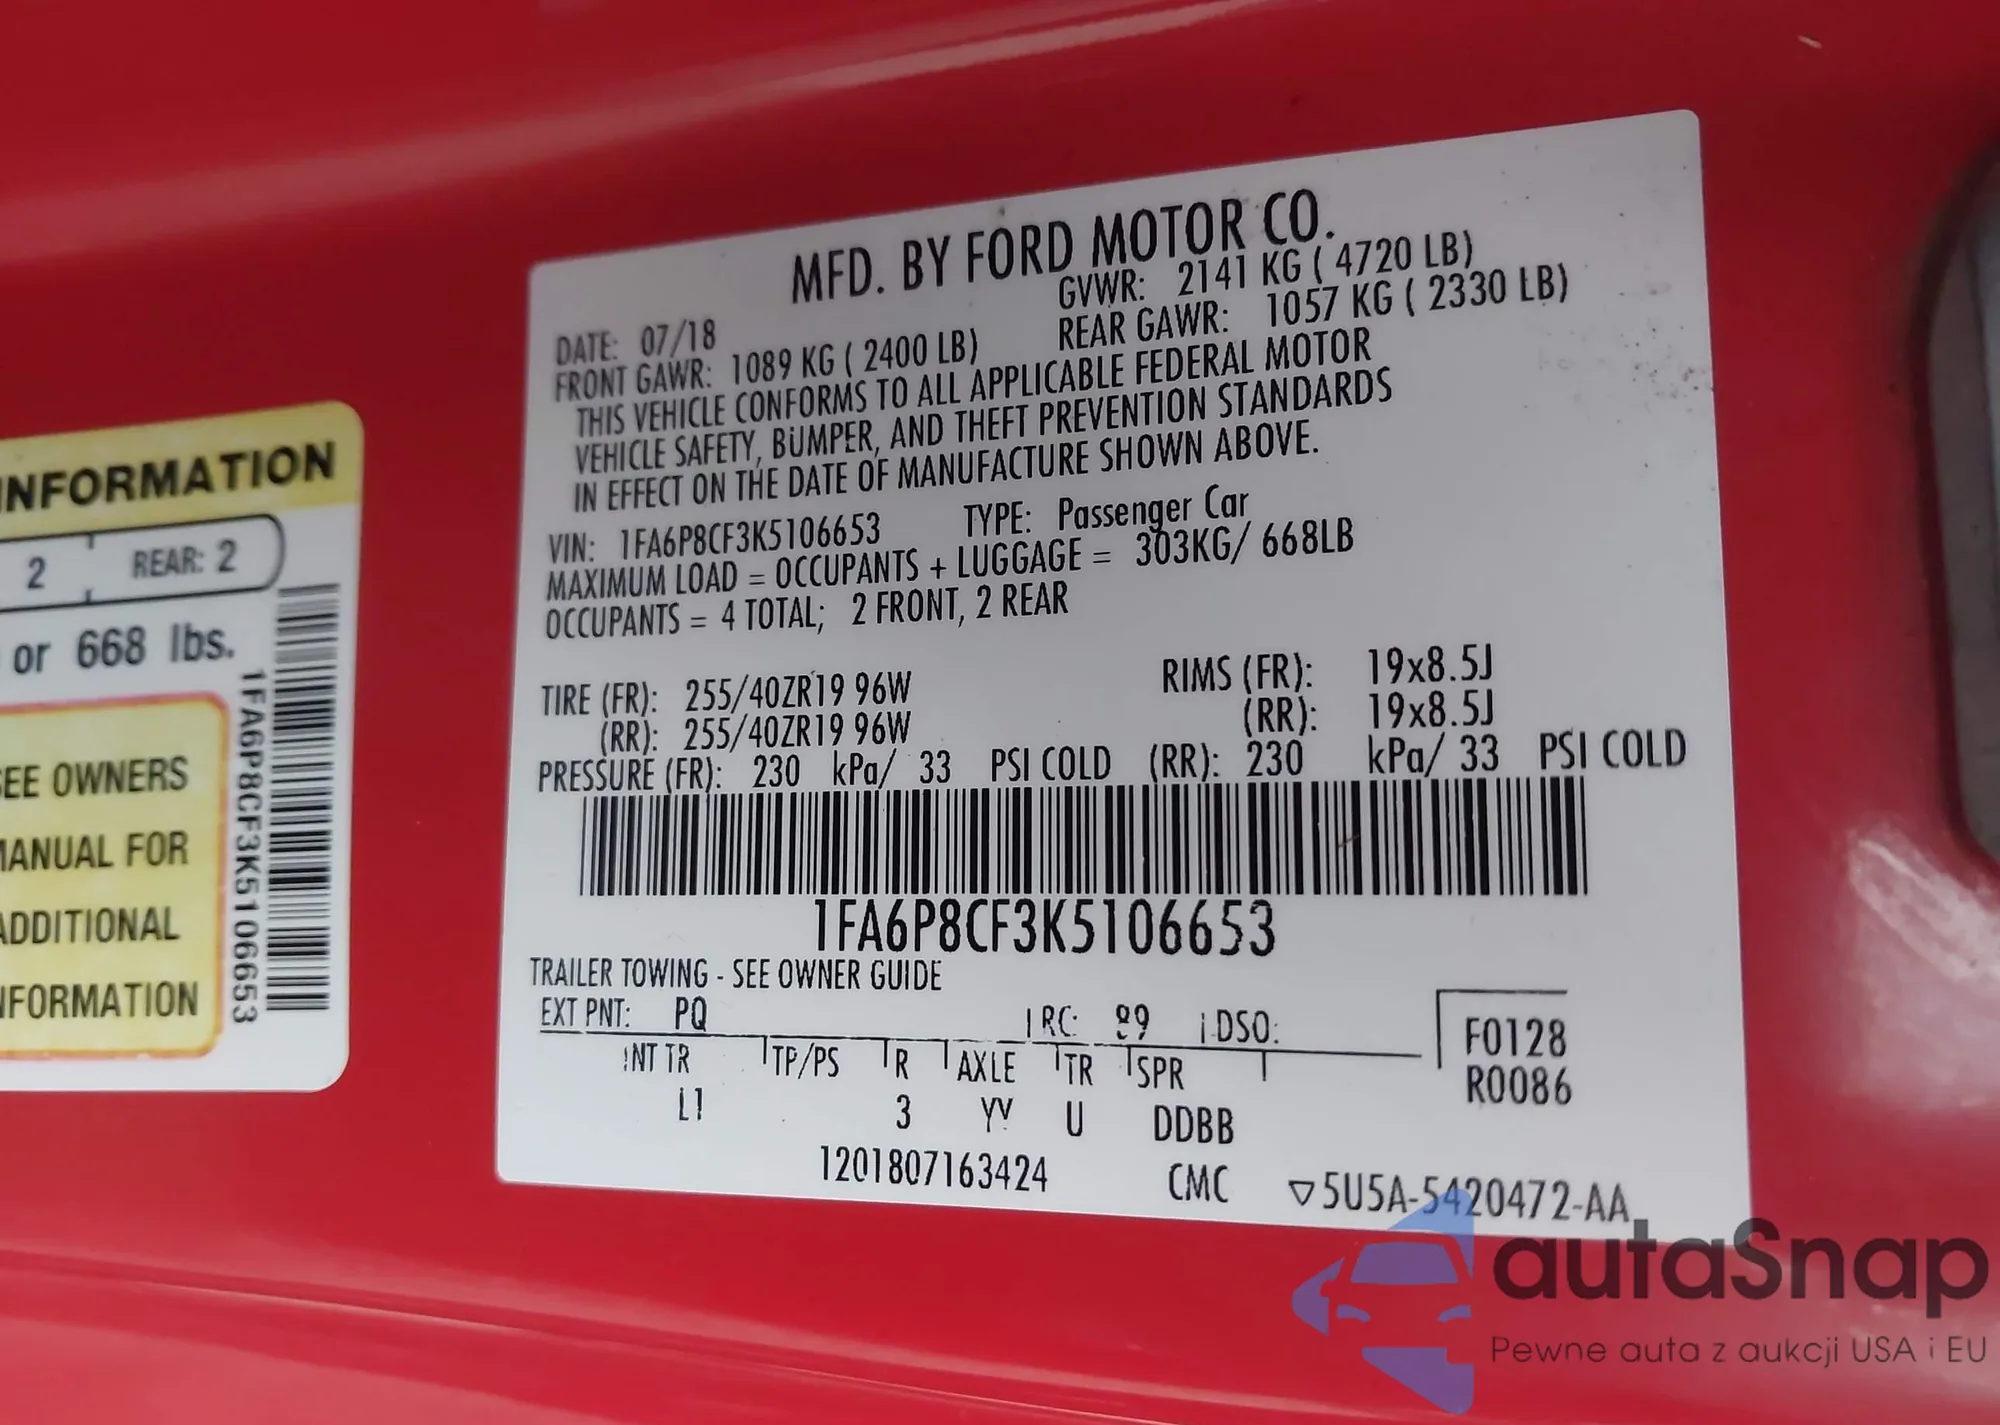 MFD. BY FORD MOTOR CO.
DATE: 07/18 GVWR: 2141 KG ( 4720 LB)
FRONT GAWR: 1089 KG ( 2400 LB) REAR GAWR: 1057 KG ( 2330 LB)
THIS VEHICLE CONFORMS TO ALL APPLICABLE FEDERAL MOTOR
VEHICLE SAFETY, BUMPER, AND THEFT PREVENTION STANDARDS
IN EFFECT ON THE DATE OF MANUFACTURE SHOWN ABOVE.
VIN: 1FA6P8CF3K5106653 TYPE: Passenger Car
MAXIMUM LOAD = OCCUPANTS + LUGGAGE = 303KG/ 668LB
OCCUPANTS = 4 TOTAL; 2 FRONT, 2 REAR
TIRE (FR): 255/40ZR19 96W RIMS (FR): 19x8.5J
(RR): 255/40ZR19 96W (RR): 19x8.5J
PRESSURE (FR): 230 kPa/ 33 PSI COLD (RR): 230 kPa/ 33 PSI COLD
1FA6P8CF3K5106653
TRAILER TOWING - SEE OWNER GUIDE
EXT PNT: PQ RC: 89 DSO: F0128
INT TR TP/PS R AXLE TR SPR R0086
L1 3 YV U DDBB
1201807163424 CMC ▽5U5A-5420472-AA
NFORMATION
2 REAR: 2
or 668 lbs.
EE OWNERS
ANUAL FOR
ADDITIONAL
NFORMATION
1FA6P8CF3K5106653
autaSnap
Pewne auta z aukcji USA i EU